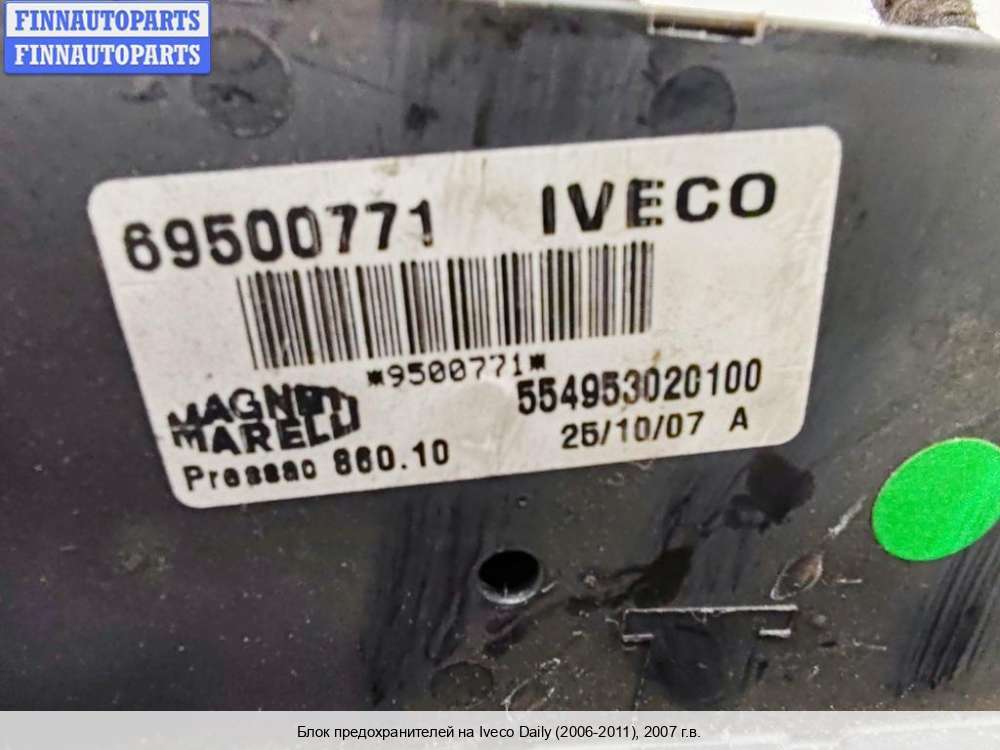 FINNAUTOPARTS
FINNAUTOPARTS
69500771 IVECO
*9500771*
MAGNETI MARELLI
554953020100
Pressac 860.10
25/10/07 A
Блок предохранителей на Iveco Daily (2006-2011), 2007 г.в.